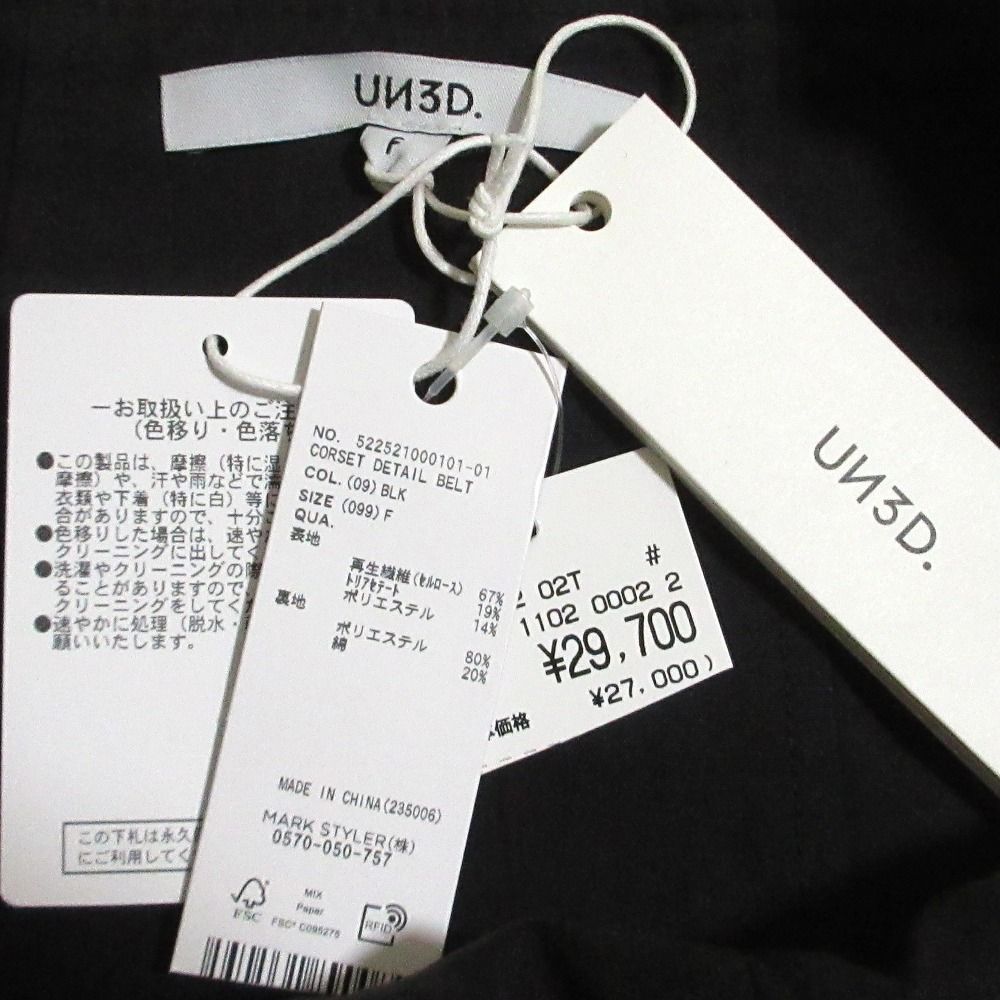 UN3D.
UN3D.
ーお取扱い上のご注
(色移り・色落
●この製品は、摩擦（特に湿
摩擦）や、汗や雨などで濡
衣類や下着（特に白）等に
合がありますので、十分
●色移りした場合は、速や
クリーニングに出してく
●洗濯やクリーニングの際
ることがありますので
クリーニングをしてくだ
●速やかに処理（脱水・
願いいたします。
この下札は永久
にご利用してく
NO. 522521000101-01
CORSET DETAIL BELT
COL.(09)BLK
SIZE (099)F
QUA.
表地
再生繊維(セルロース) 67%
トリアセテート 19%
ポリエステル 14%
裏地
ポリエステル 80%
綿 20%
MADE IN CHINA(235006)
MARK STYLER(株)
0570-050-757
FSC
MIX
Paper
FSC® C095275
RFID
02T #
1102 0002 2
¥29,700
¥27,000)
価格